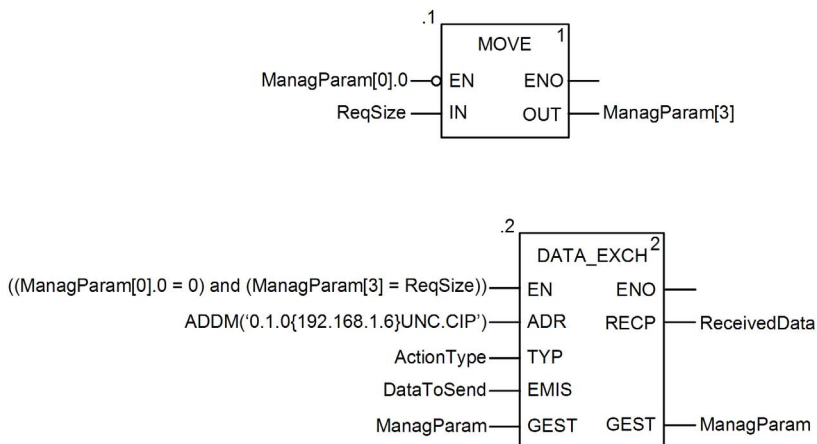 .1
MOVE 1
ManagParam[0].0 EN ENO
ReqSize IN OUT ManagParam[3]
.2
DATA_EXCH 2
((ManagParam[0].0 = 0) and (ManagParam[3] = ReqSize)) EN ENO
ADDM(‘0.1.0{192.168.1.6}UNC.CIP’) ADR RECP ReceivedData
ActionType TYP
DataToSend EMIS
ManagParam GEST GEST ManagParam